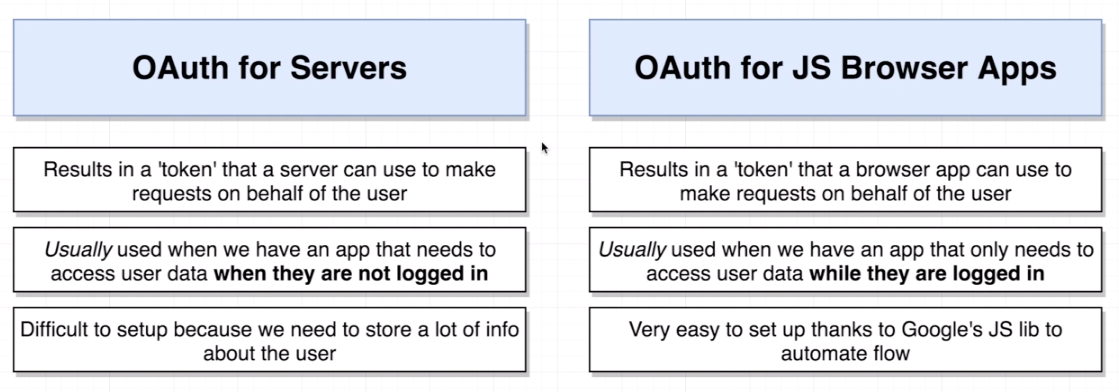 OAuth for Servers
Results in a 'token' that a server can use to make
requests on behalf of the user
Usually used when we have an app that needs to
access user data when they are not logged in
Difficult to setup because we need to store a lot of info
about the user
OAuth for JS Browser Apps
Results in a 'token' that a browser app can use to
make requests on behalf of the user
Usually used when we have an app that only needs to
access user data while they are logged in
Very easy to set up thanks to Google's JS lib to
automate flow